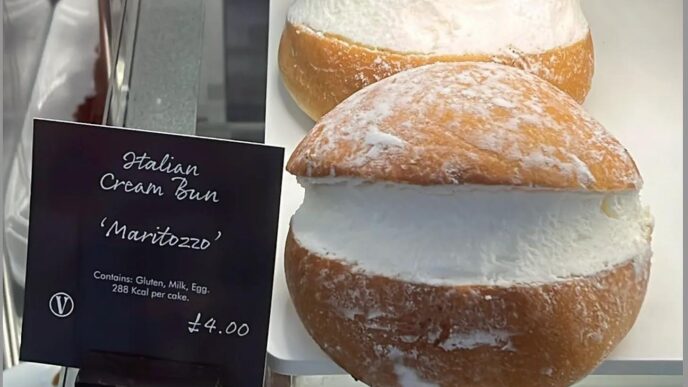 Italian
Cream Bun
‘Maritozzo’
Contains: Gluten, Milk, Egg.
288 Kcal per cake.
V
£4.00